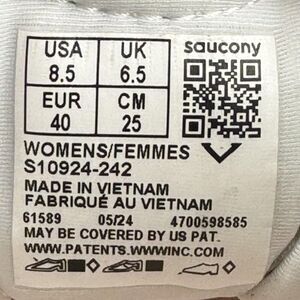 USA UK saucony
8.5 6.5
EUR CM
40 25
WOMENS/FEMMES
S10924-242
MADE IN VIETNAM
FABRIQUÉ AU VIETNAM
61589 05/24 4700598585
MAY BE COVERED BY US PAT.
WWW.PATENTS.WWWINC.COM